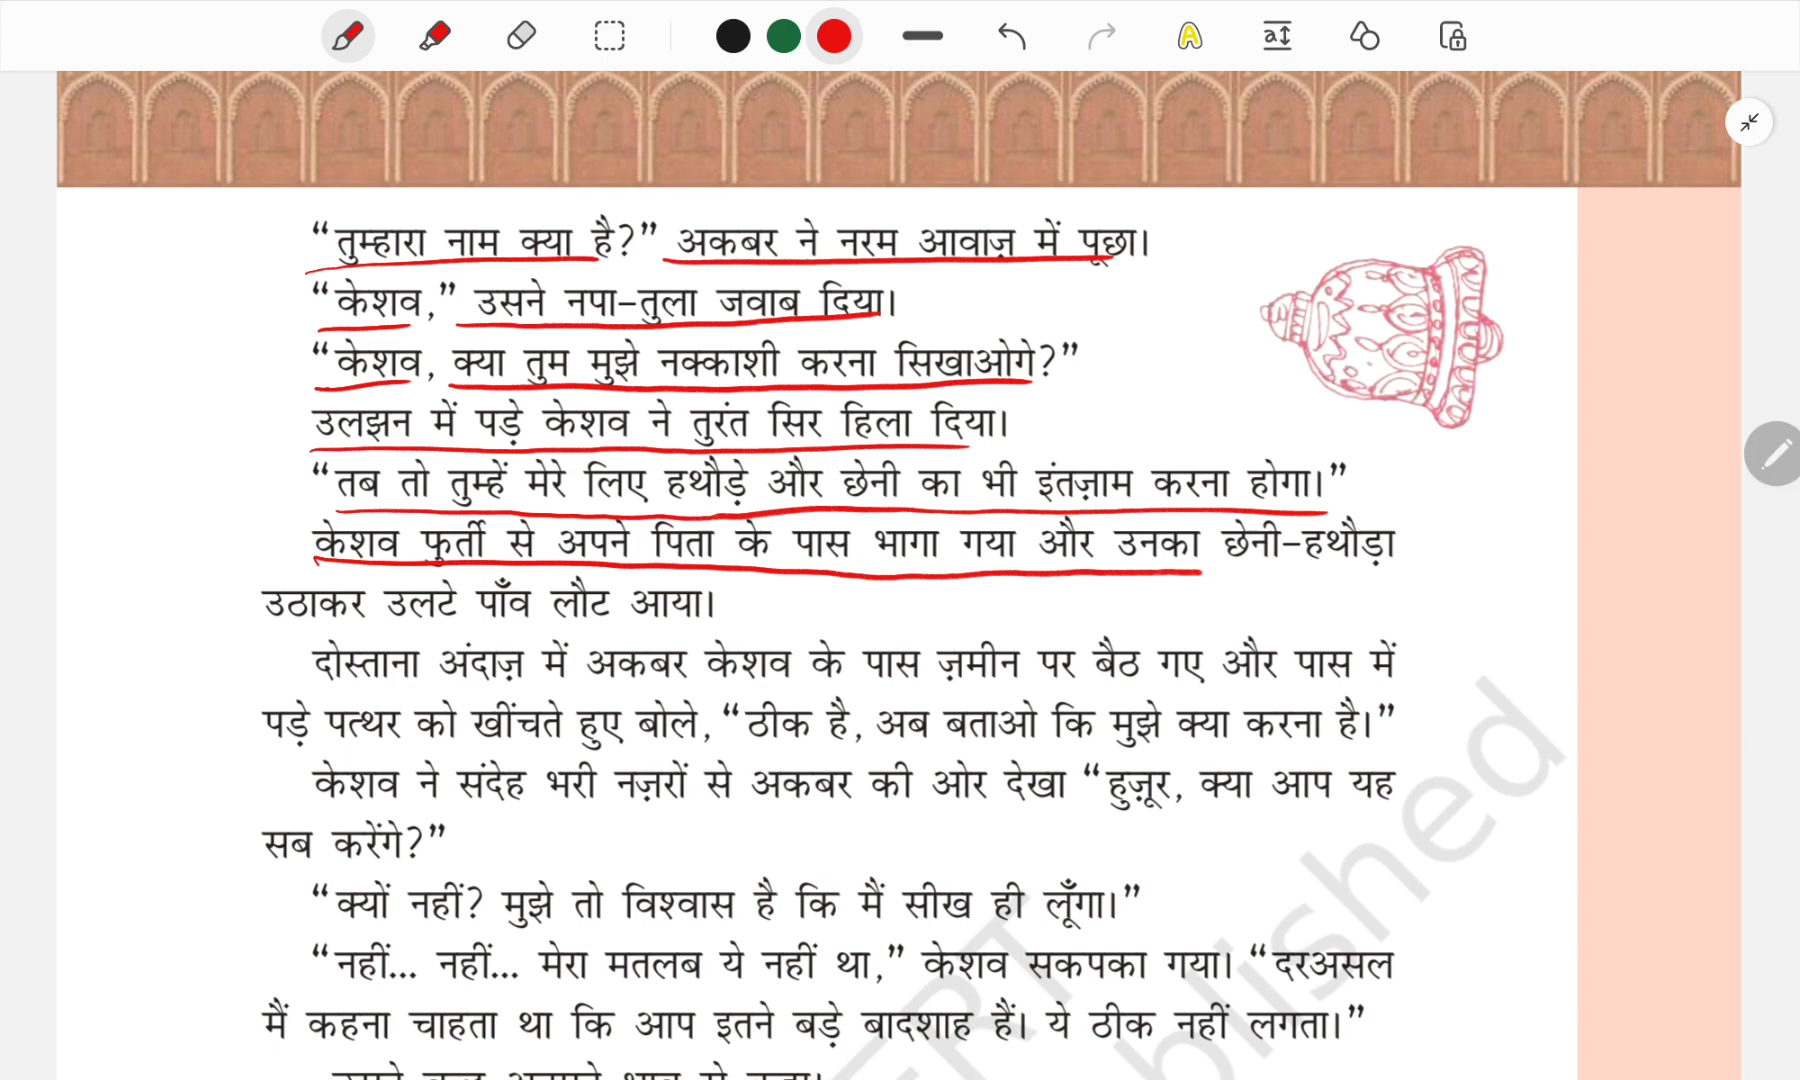 “तुम्हारा नाम क्या है?” अकबर ने नरम आवाज़ में पूछा।
“केशव,” उसने नपा-तुला जवाब दिया।
“केशव, क्या तुम मुझे नक्काशी करना सिखाओगे?”
उलझन में पड़े केशव ने तुरंत सिर हिला दिया।
“तब तो तुम्हें मेरे लिए हथौड़े और छेनी का भी इंतज़ाम करना होगा।”
केशव फुर्ती से अपने पिता के पास भागा गया और उनका छेनी-हथौड़ा
उठाकर उलटे पाँव लौट आया।
दोस्ताना अंदाज़ में अकबर केशव के पास ज़मीन पर बैठ गए और पास में
पड़े पत्थर को खींचते हुए बोले, “ठीक है, अब बताओ कि मुझे क्या करना है।”
केशव ने संदेह भरी नज़रों से अकबर की ओर देखा “हुज़ूर, क्या आप यह
सब करेंगे?”
“क्यों नहीं? मुझे तो विश्वास है कि मैं सीख ही लूँगा।”
“नहीं... नहीं... मेरा मतलब ये नहीं था,” केशव सकपका गया। “दरअसल
मैं कहना चाहता था कि आप इतने बड़े बादशाह हैं। ये ठीक नहीं लगता।”